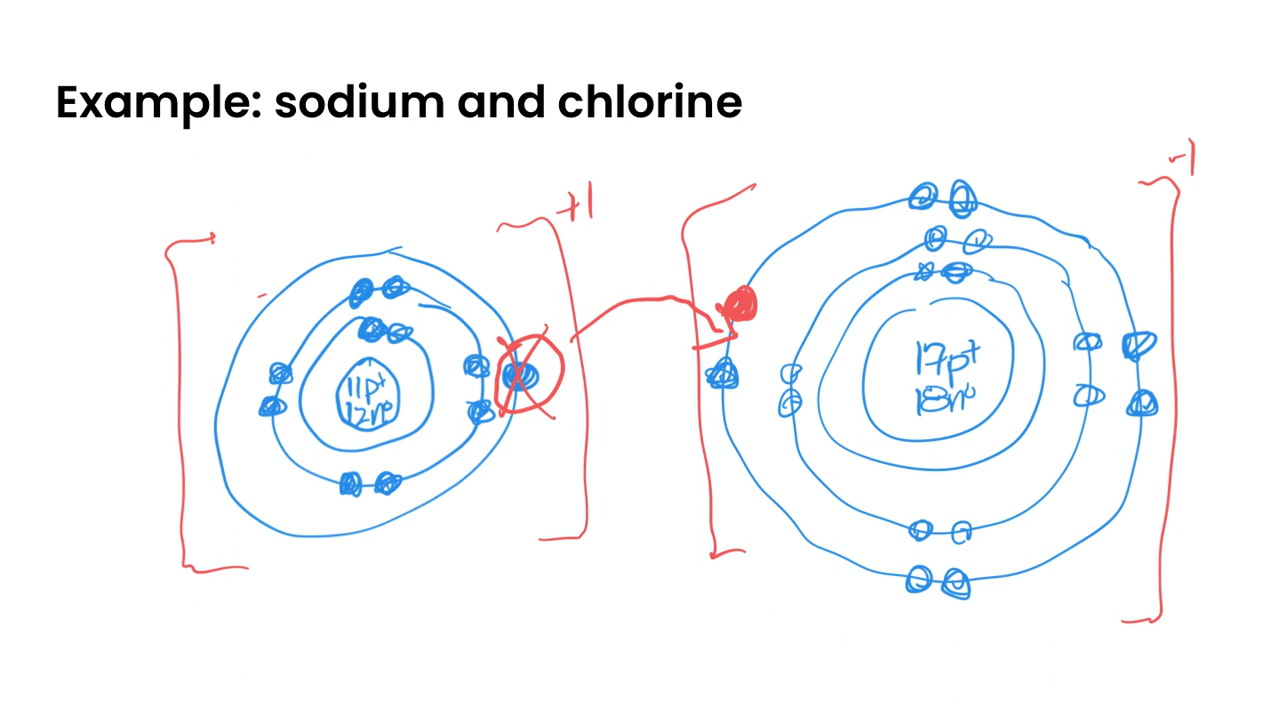 Example: sodium and chlorine
+1
-1
11p⁺
12n⁰
17p⁺
18n⁰